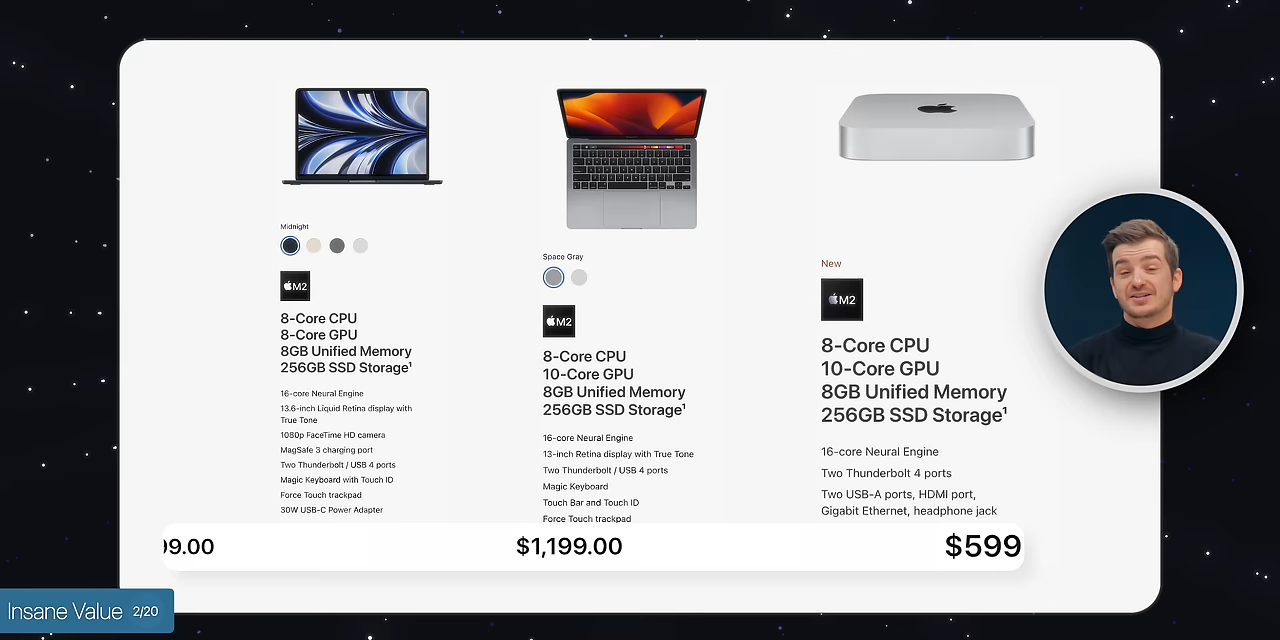 Midnight
M2
8-Core CPU
8-Core GPU
8GB Unified Memory
256GB SSD Storage¹
16-core Neural Engine
13.6-inch Liquid Retina display with
True Tone
1080p FaceTime HD camera
MagSafe 3 charging port
Two Thunderbolt / USB 4 ports
Magic Keyboard with Touch ID
Force Touch trackpad
30W USB-C Power Adapter
Space Gray
M2
8-Core CPU
10-Core GPU
8GB Unified Memory
256GB SSD Storage¹
16-core Neural Engine
13-inch Retina display with True Tone
Two Thunderbolt / USB 4 ports
Magic Keyboard
Touch Bar and Touch ID
Force Touch trackpad
New
M2
8-Core CPU
10-Core GPU
8GB Unified Memory
256GB SSD Storage¹
16-core Neural Engine
Two Thunderbolt 4 ports
Two USB-A ports, HDMI port,
Gigabit Ethernet, headphone jack
99.00 $1,199.00 $599
Insane Value 2/20